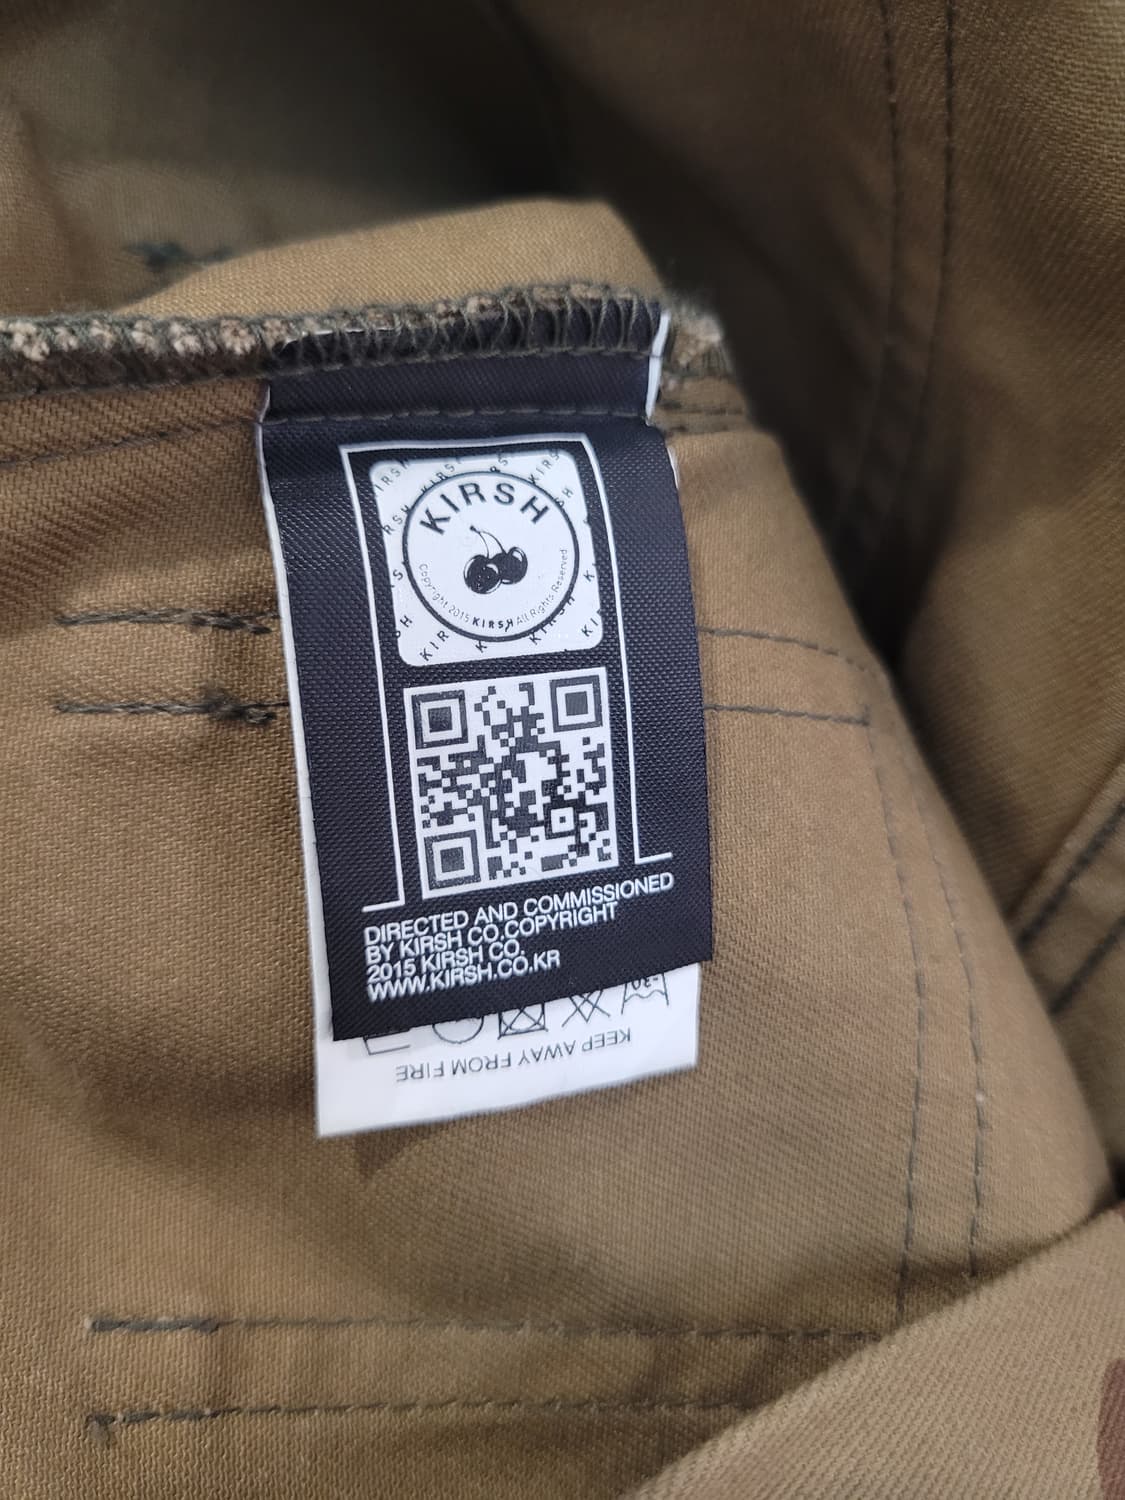 KIRSH
Copyright 2015 KIRSH All Rights Reserved
DIRECTED AND COMMISSIONED
BY KIRSH CO.COPYRIGHT
2015 KIRSH CO.
WWW.KIRSH.CO.KR
-30
KEEP AWAY FROM FIRE